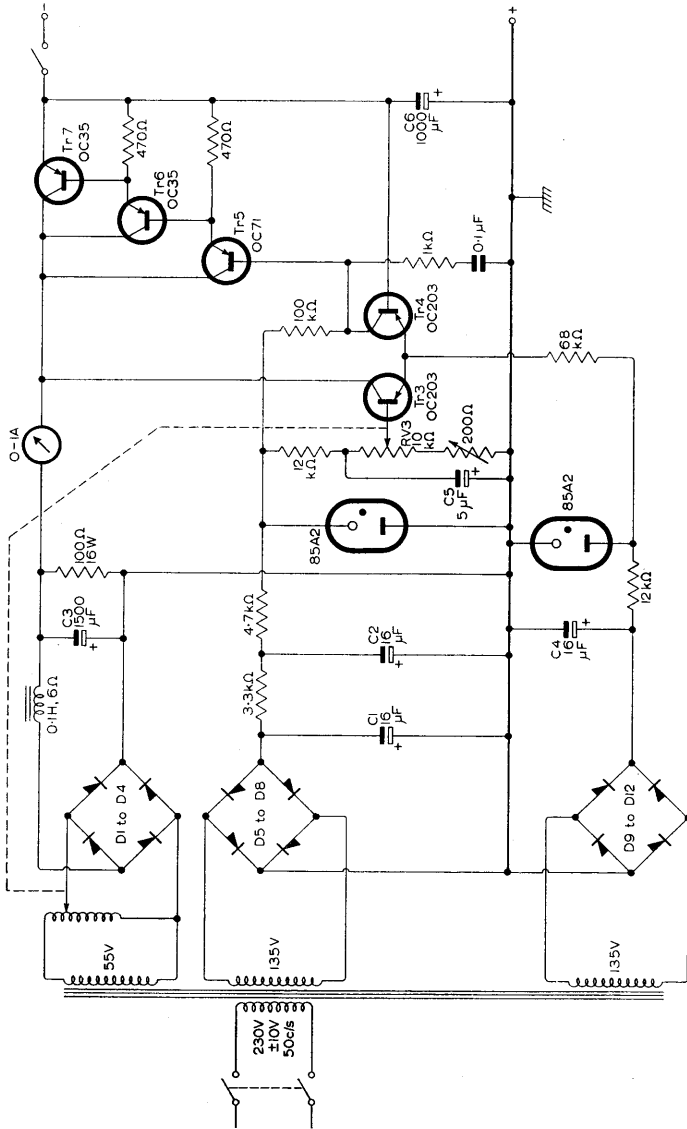 Tr7
OC35
470Ω
Tr6
OC35
470Ω
Tr5
OC71
0-1A
100Ω
16W
C3
1500
μF
+
0·1H, 6Ω
D1 to D4
55V
-
+
C6
1000
μF
+
1kΩ
0·1μF
100
kΩ
Tr4
OC203
Tr3
OC203
68
kΩ
12
kΩ
RV3
10
kΩ
200Ω
C5
5μF
+
85A2
4·7kΩ
3·3kΩ
C2
16
μF
+
C1
16
μF
+
D5 to D8
135V
230V
±10V
50c/s
85A2
12kΩ
C4
16
μF
+
D9 to D12
135V